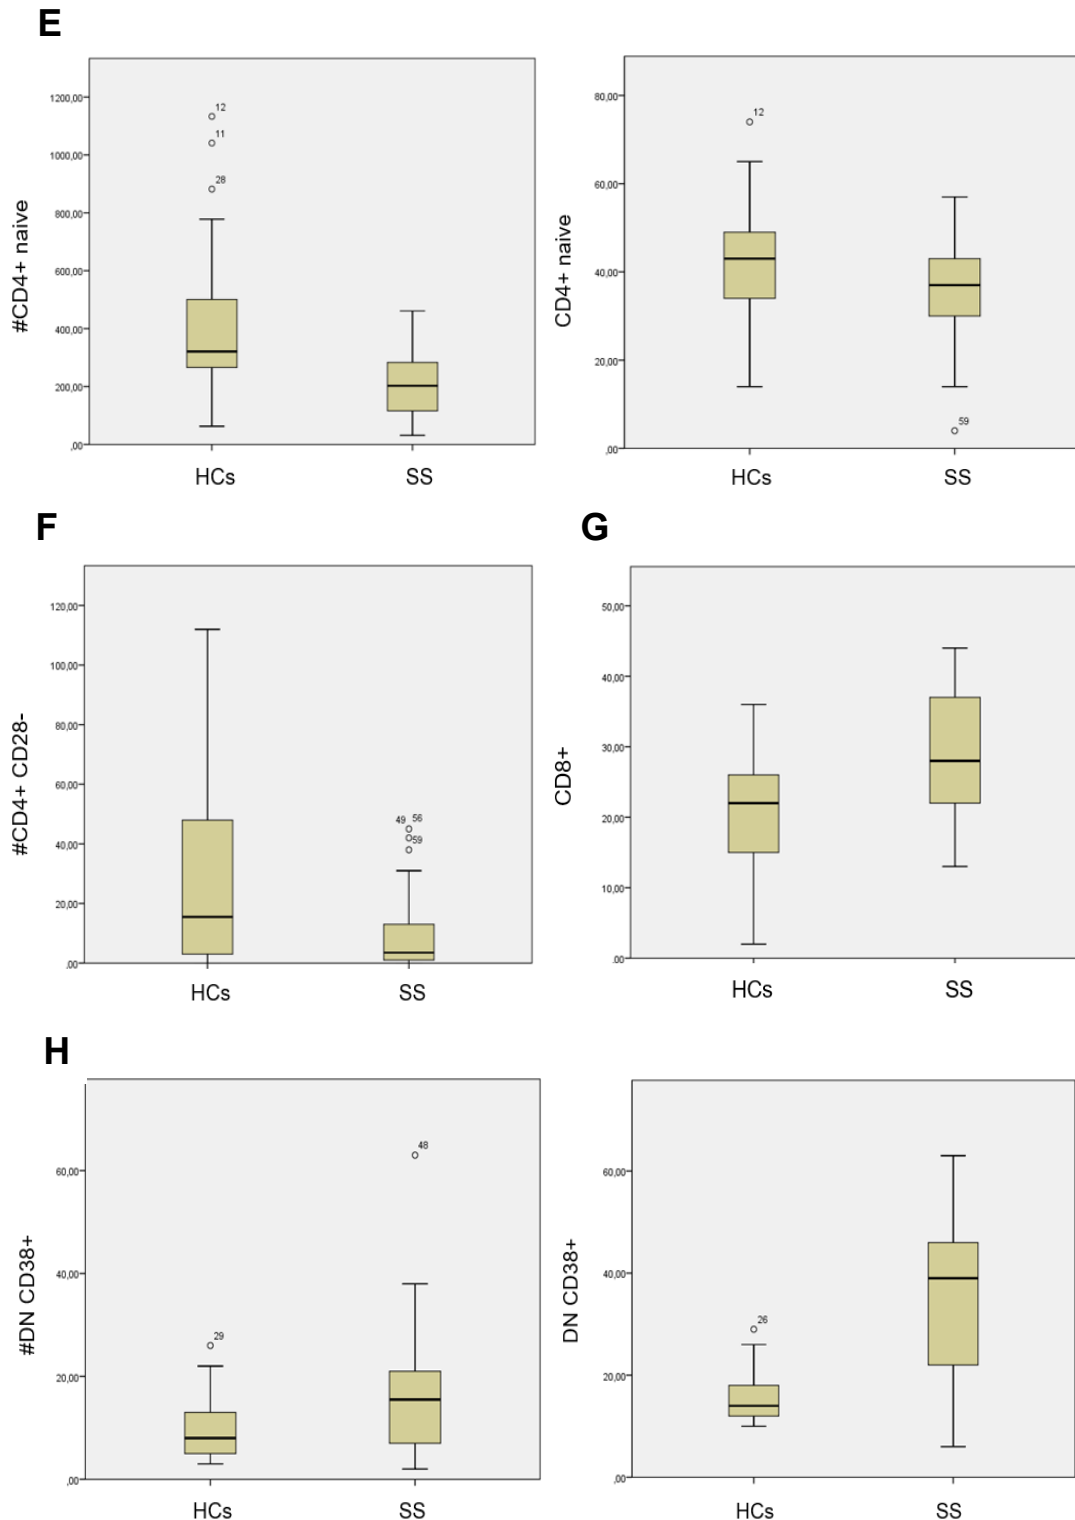 E
#CD4+ naive
1200,00
1000,00
800,00
600,00
400,00
200,00
,00
12
11
28
HCs
SS
CD4+ naive
80,00
60,00
40,00
20,00
,00
12
59
HCs
SS
F
#CD4+ CD28-
120,00
100,00
80,00
60,00
40,00
20,00
,00
49 56
59
HCs
SS
G
CD8+
50,00
40,00
30,00
20,00
10,00
,00
HCs
SS
H
#DN CD38+
60,00
40,00
20,00
,00
29
48
HCs
SS
DN CD38+
60,00
40,00
20,00
,00
26
HCs
SS